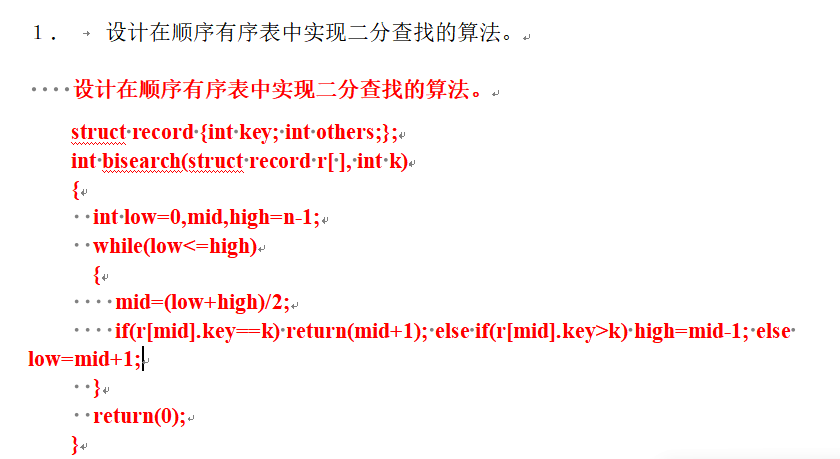 １． 设计在顺序有序表中实现二分查找的算法。
设计在顺序有序表中实现二分查找的算法。
struct record {int key; int others;};
int bisearch(struct record r[ ], int k)
{
int low=0,mid,high=n-1;
while(low<=high)
{
mid=(low+high)/2;
if(r[mid].key==k) return(mid+1); else if(r[mid].key>k) high=mid-1; else
low=mid+1;
}
return(0);
}